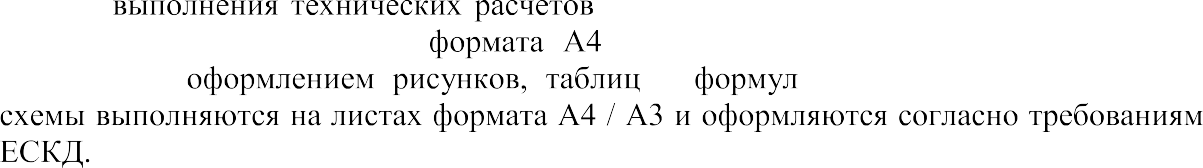 выполнения технических расчетов
формата А4
оформлением рисунков, таблиц формул
схемы выполняются на листах формата А4 / А3 и оформляются согласно требованиям
ЕСКД.